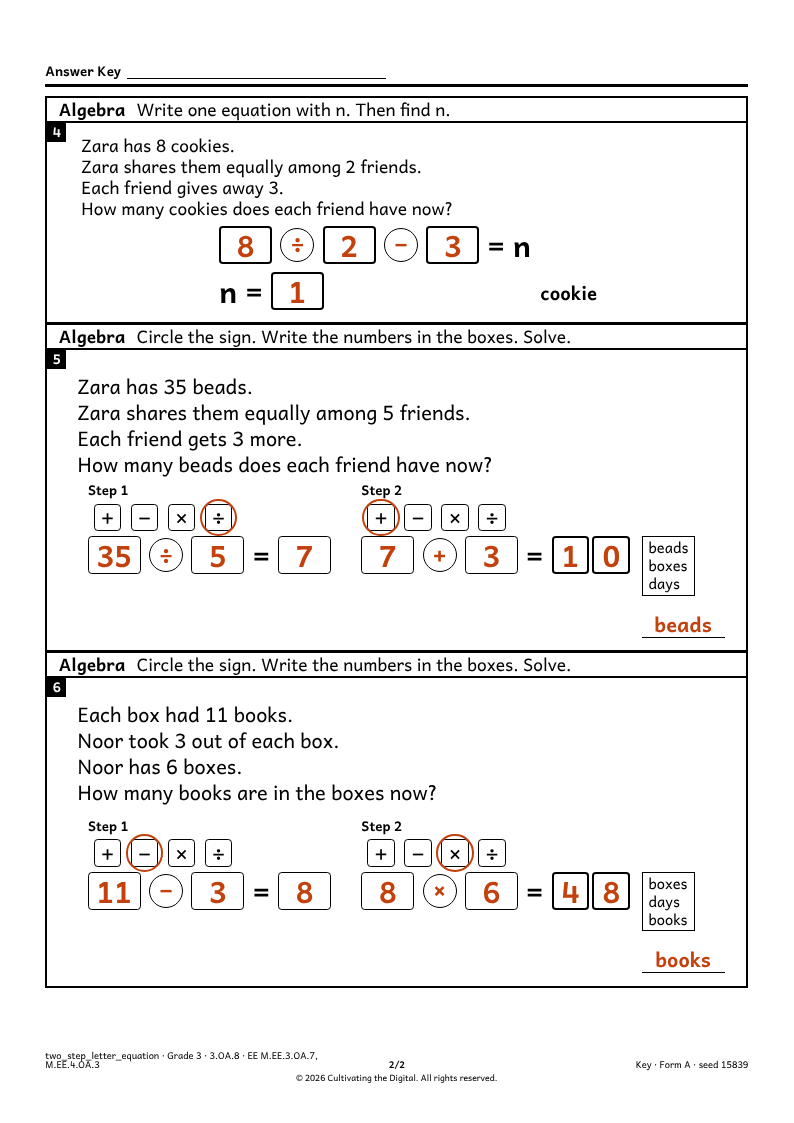 Answer Key
Algebra Write one equation with n. Then find n.
4
Zara has 8 cookies.
Zara shares them equally among 2 friends.
Each friend gives away 3.
How many cookies does each friend have now?
8 ÷ 2 − 3 = n
n = 1 cookie
Algebra Circle the sign. Write the numbers in the boxes. Solve.
5
Zara has 35 beads.
Zara shares them equally among 5 friends.
Each friend gets 3 more.
How many beads does each friend have now?
Step 1 Step 2
+ − × ÷ + − × ÷
35 ÷ 5 = 7 7 + 3 = 1 0
beads
boxes
days
beads
Algebra Circle the sign. Write the numbers in the boxes. Solve.
6
Each box had 11 books.
Noor took 3 out of each box.
Noor has 6 boxes.
How many books are in the boxes now?
Step 1 Step 2
+ − × ÷ + − × ÷
11 − 3 = 8 8 × 6 = 4 8
boxes
days
books
books
two_step_letter_equation · Grade 3 · 3.OA.8 · EE M.EE.3.OA.7,
M.EE.4.OA.3 2/2 Key · Form A · seed 15839
© 2026 Cultivating the Digital. All rights reserved.